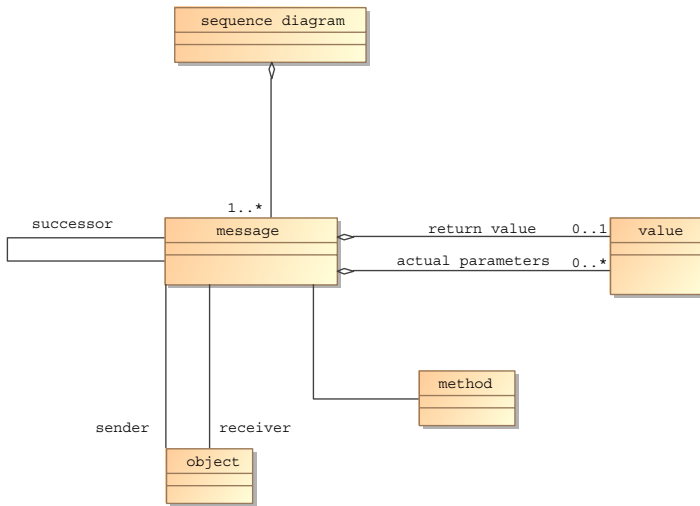 sequence diagram
1..*
successor
message
return value 0..1
value
actual parameters 0..*
method
sender
receiver
object